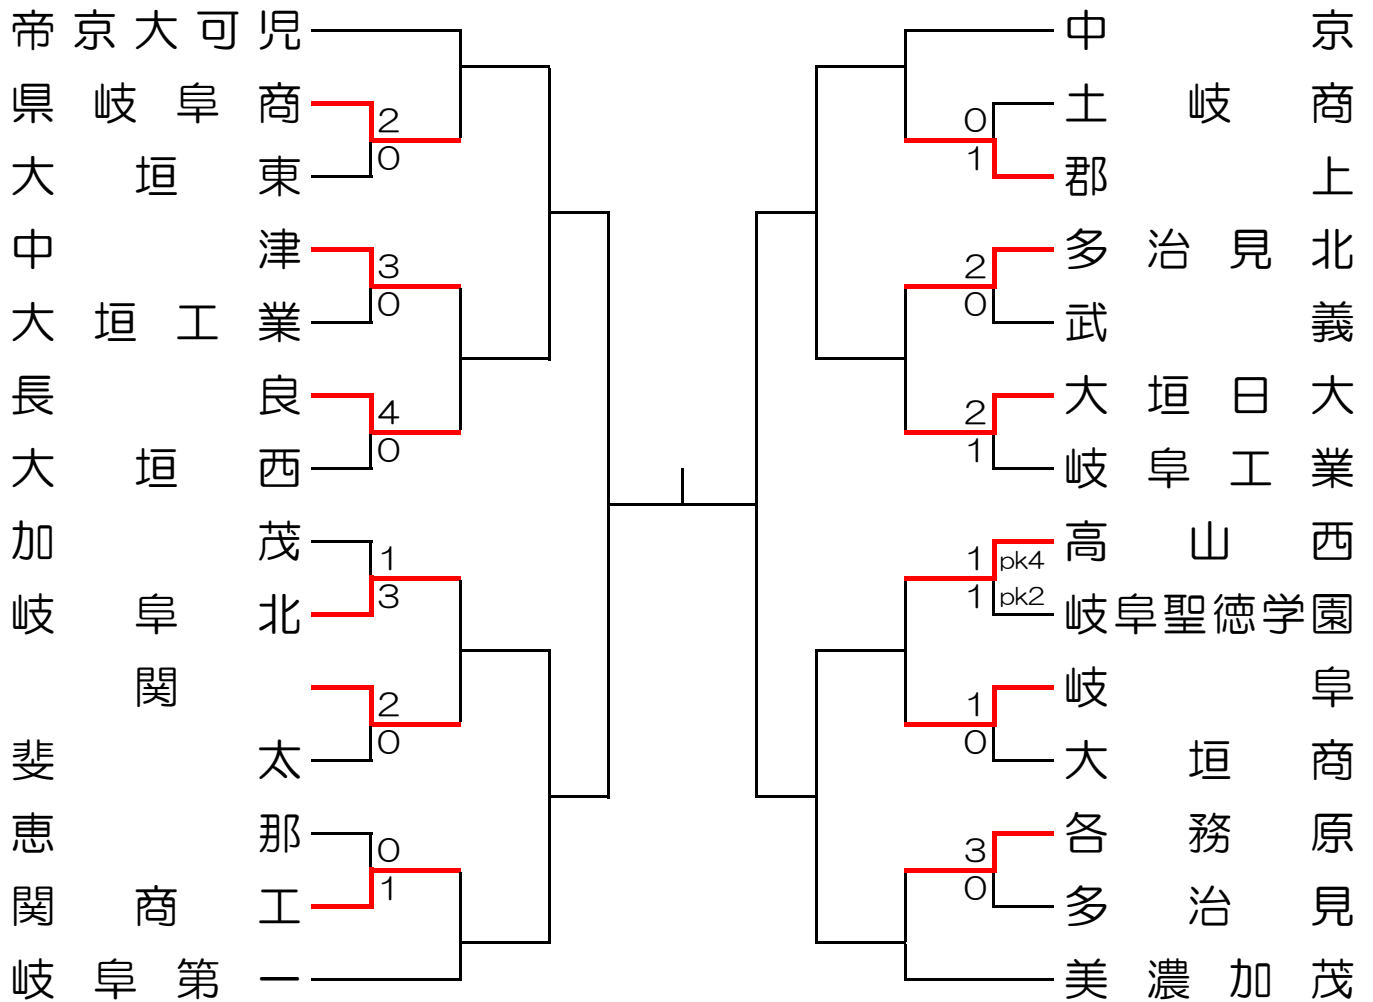 帝京大可児
県岐阜商
2
0
大垣東
中津
3
0
大垣工業
長良
4
0
大垣西
加茂
1
3
岐阜北
関
2
0
斐太
恵那
0
1
関商工
岐阜第一
中京
土岐商
0
1
郡上
多治見北
2
0
武義
大垣日大
2
1
岐阜工業
高山西
1 pk4
1 pk2
岐阜聖徳学園
岐阜
1
0
大垣商
各務原
3
0
多治見
美濃加茂